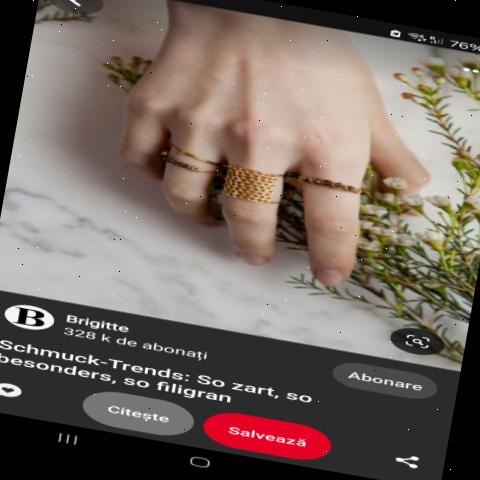 76%
B
Brigitte
328 k de abonați
Abonare
Schmuck-Trends: So zart, so
besonders, so filigran
Citește
Salvează